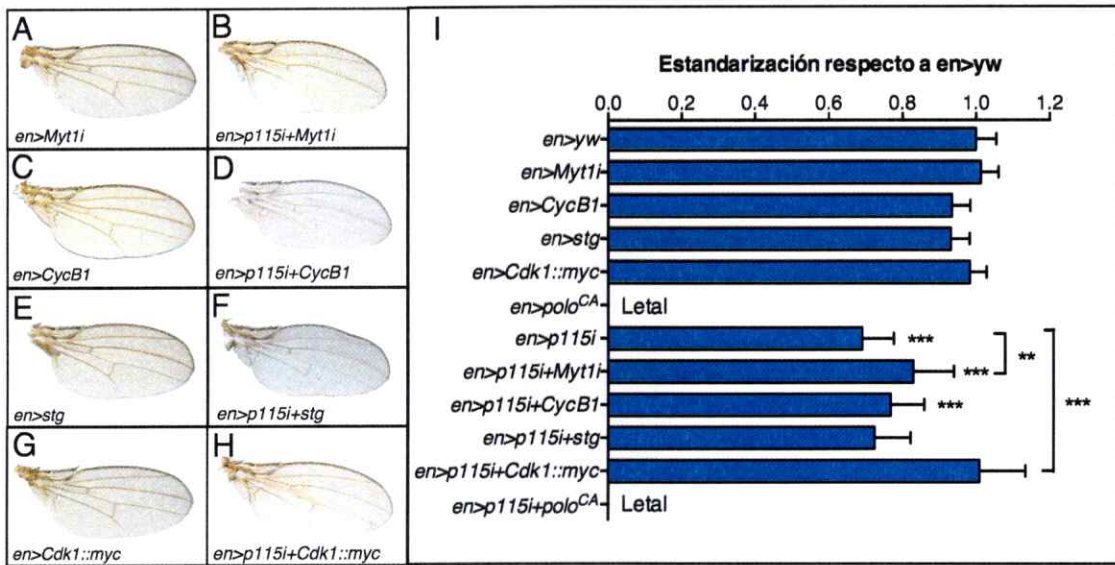 A
en>Myt1i
B
en>p115i+Myt1i
C
en>CycB1
D
en>p115i+CycB1
E
en>stg
F
en>p115i+stg
G
en>Cdk1::myc
H
en>p115i+Cdk1::myc
I
Estandarización respecto a en>yw
0.0 0.2 0.4 0.6 0.8 1.0 1.2
en>yw
en>Myt1i
en>CycB1
en>stg
en>Cdk1::myc
en>polo^CA Letal
en>p115i ***
**
en>p115i+Myt1i ***
en>p115i+CycB1 *** ***
en>p115i+stg
en>p115i+Cdk1::myc
en>p115i+polo^CA Letal